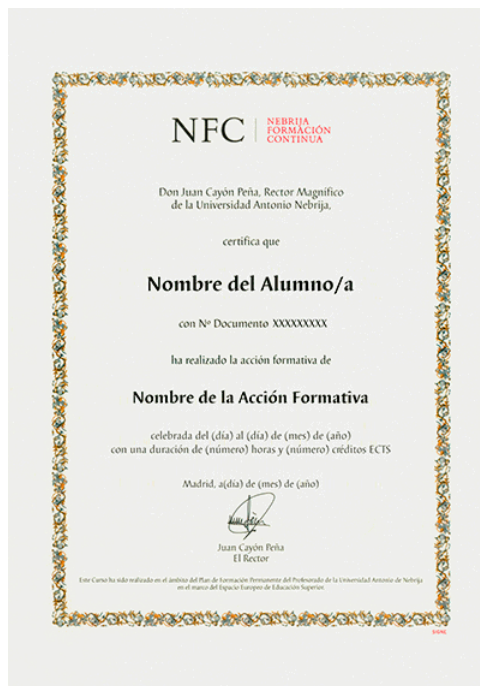 NFC
NEBRIJA
FORMACIÓN
CONTINUA
Don Juan Cayón Peña, Rector Magnífico
de la Universidad Antonio Nebrija,
certifica que
Nombre del Alumno/a
con Nº Documento XXXXXXXXX
ha realizado la acción formativa de
Nombre de la Acción Formativa
celebrada del (día) al (día) de (mes) de (año)
con una duración de (número) horas y (número) créditos ECTS
Madrid, a(día) de (mes) de (año)
Juan Cayón Peña
El Rector
Este Curso ha sido realizado en el ámbito del Plan de Formación Permanente del Profesorado de la Universidad Antonio de Nebrija
en el marco del Espacio Europeo de Educación Superior.
SIGNE